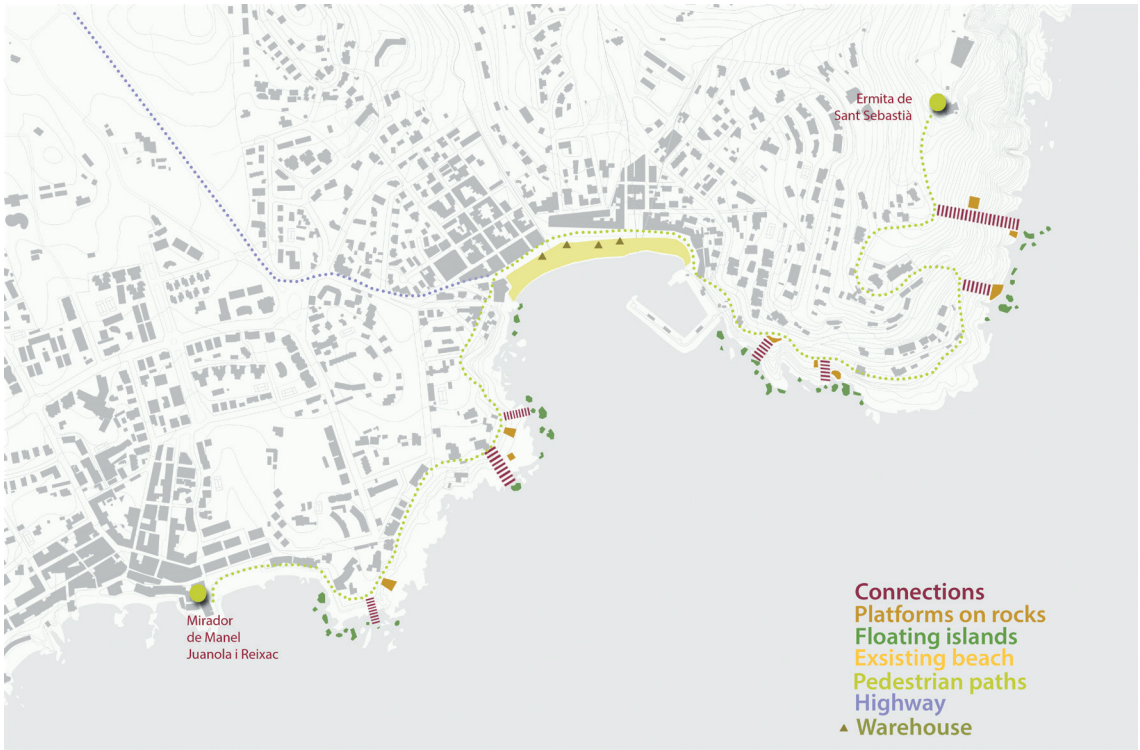 Ermita de
Sant Sebastià
Mirador
de Manel
Juanola i Reixac
Connections
Platforms on rocks
Floating islands
Exsisting beach
Pedestrian paths
Highway
Warehouse